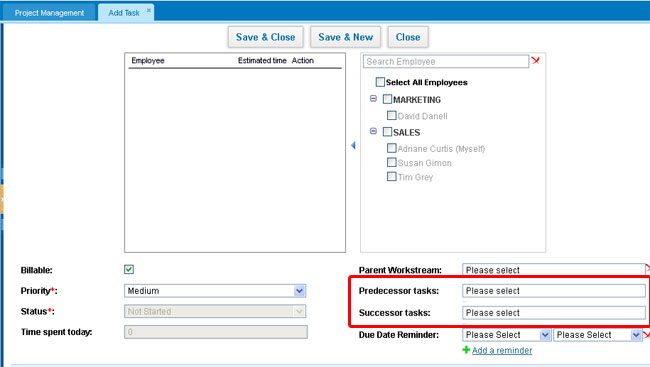 Project Management Add Task
Save & Close Save & New Close
Employee Estimated time Action
Search Employee
Select All Employees
MARKETING
David Danell
SALES
Adriane Curtis (Myself)
Susan Gimon
Tim Grey
Billable: Parent Workstream: Please select
Priority*: Medium Predecessor tasks: Please select
Status*: Not Started Successor tasks: Please select
Time spent today: 0 Due Date Reminder: Please Select Please Select
Add a reminder